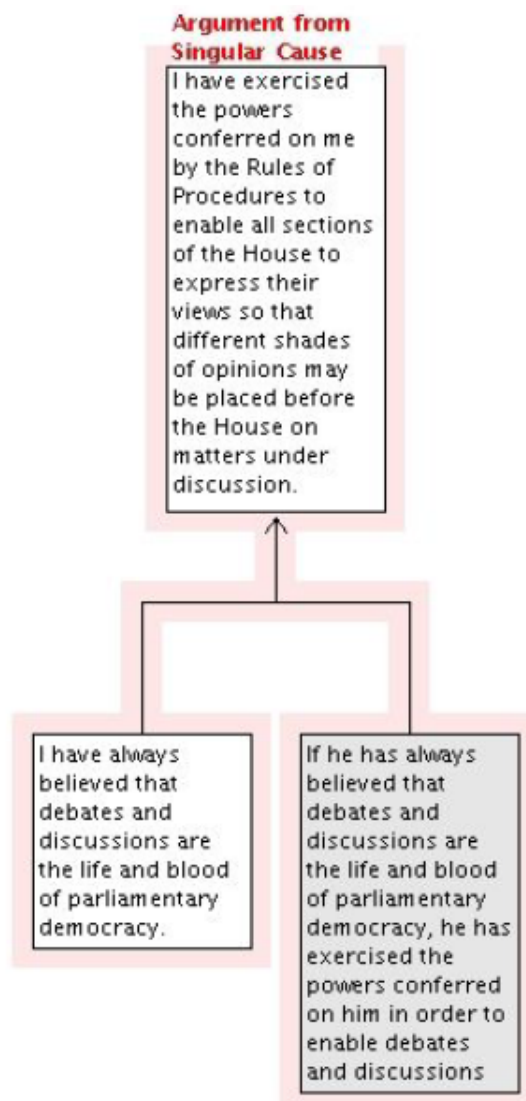 Argument from
Singular Cause
I have exercised
the powers
conferred on me
by the Rules of
Procedures to
enable all sections
of the House to
express their
views so that
different shades
of opinions may
be placed before
the House on
matters under
discussion.
I have always
believed that
debates and
discussions are
the life and blood
of parliamentary
democracy.
If he has always
believed that
debates and
discussions are
the life and blood
of parliamentary
democracy, he has
exercised the
powers conferred
on him in order to
enable debates
and discussions